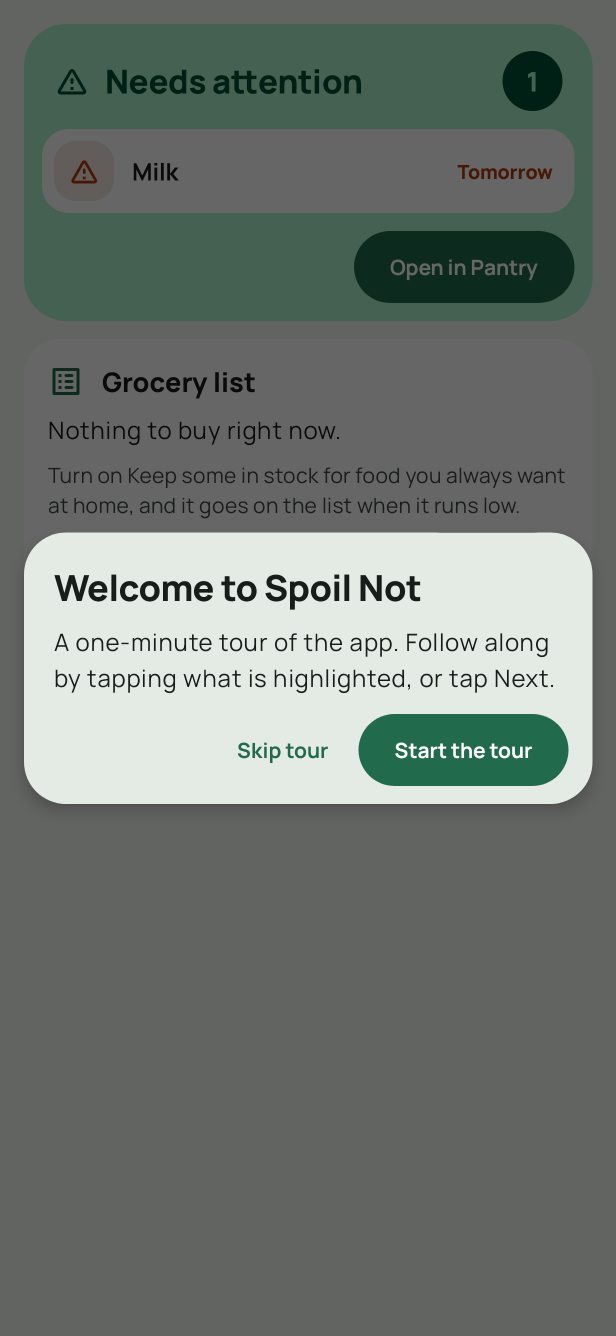 Needs attention
1
Milk
Tomorrow
Open in Pantry
Grocery list
Nothing to buy right now.
Turn on Keep some in stock for food you always want
at home, and it goes on the list when it runs low.
Welcome to Spoil Not
A one-minute tour of the app. Follow along
by tapping what is highlighted, or tap Next.
Skip tour
Start the tour